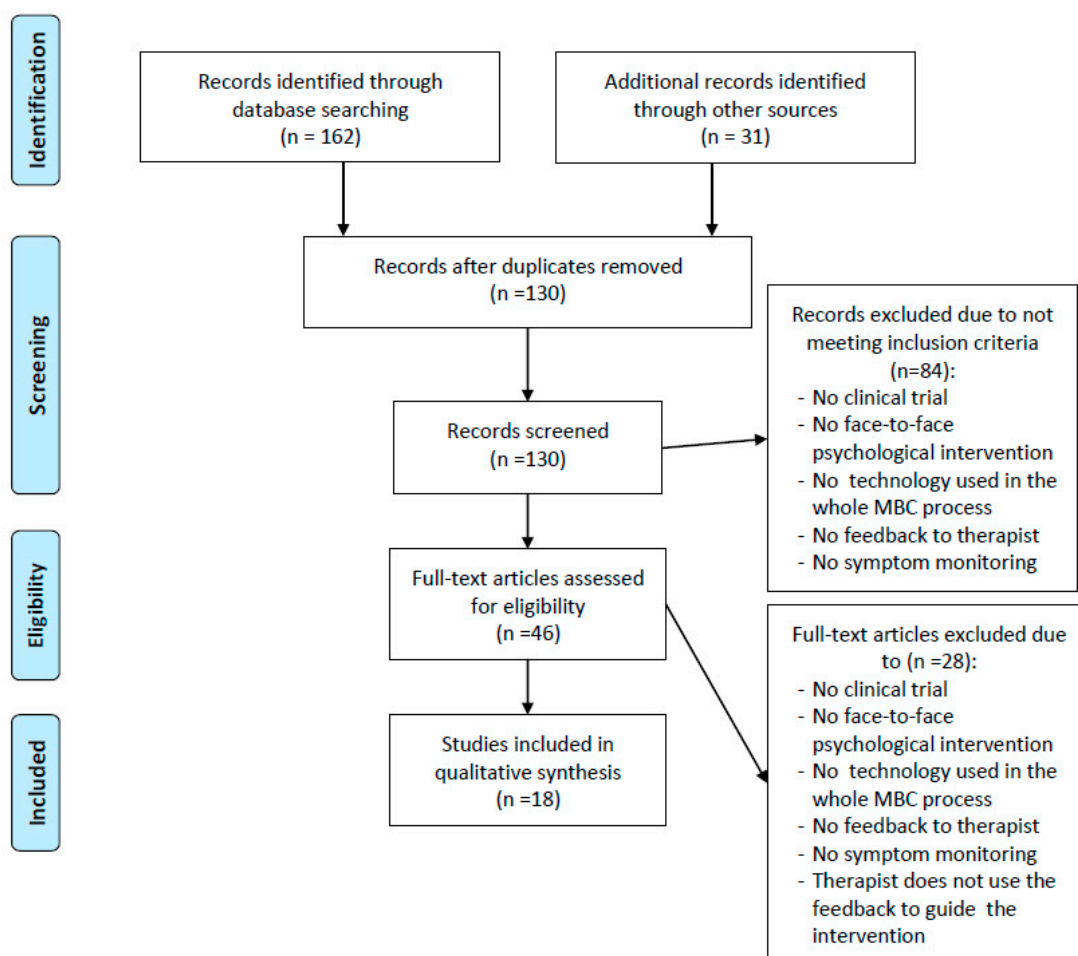 Identification
Records identified through
database searching
(n = 162)
Additional records identified
through other sources
(n = 31)
Screening
Records after duplicates removed
(n =130)
Records screened
(n =130)
Records excluded due to not
meeting inclusion criteria
(n=84):
- No clinical trial
- No face-to-face
psychological intervention
- No technology used in the
whole MBC process
- No feedback to therapist
- No symptom monitoring
Eligibility
Full-text articles assessed
for eligibility
(n =46)
Full-text articles excluded due
to (n =28):
- No clinical trial
- No face-to-face
psychological intervention
- No technology used in the
whole MBC process
- No feedback to therapist
- No symptom monitoring
- Therapist does not use the
feedback to guide the
intervention
Included
Studies included in
qualitative synthesis
(n =18)